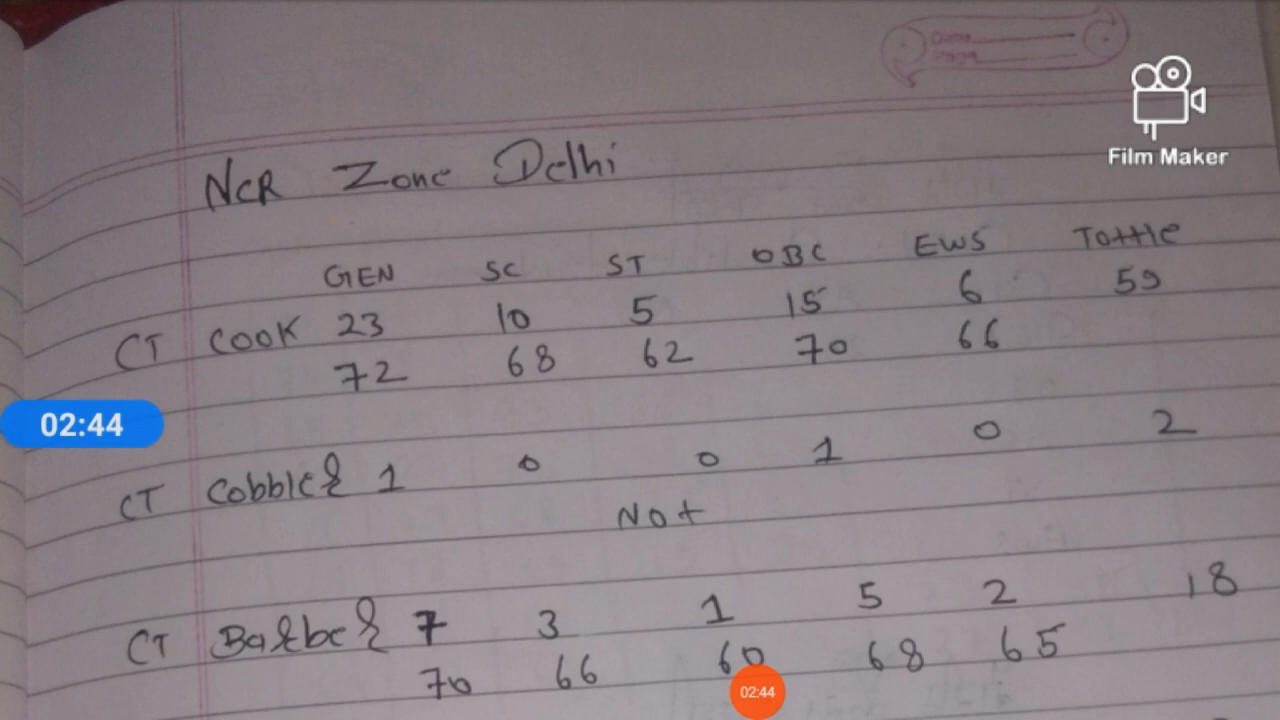 Film Maker
NCR Zone Delhi
GEN SC ST OBC EWS Tottle
CT Cook 23 10 5 15 6 59
72 68 62 70 66
02:44
CT Cobbler 1 0 0 1 0 2
Not
CT Barber 7 3 1 5 2 18
70 66 60 68 65
02:44